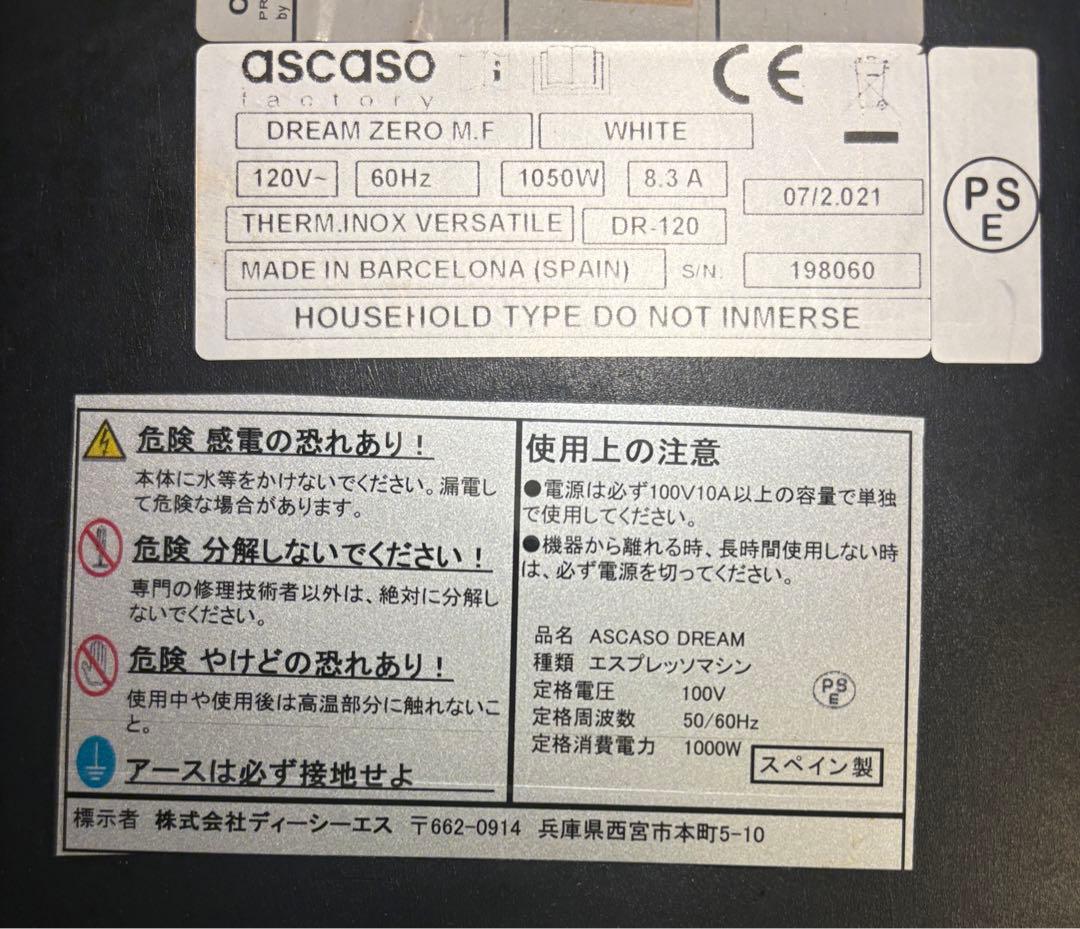 PR
by
ascaso
factory
DREAM ZERO M.F WHITE
120V~ 60Hz 1050W 8.3 A
07/2.021
THERM.INOX VERSATILE DR-120
MADE IN BARCELONA (SPAIN) S/N. 198060
HOUSEHOLD TYPE DO NOT INMERSE
PS
E
危険 感電の恐れあり！
本体に水等をかけないでください。漏電し
て危険な場合があります。
危険 分解しないでください！
専門の修理技術者以外は、絶対に分解し
ないでください。
危険 やけどの恐れあり！
使用中や使用後は高温部分に触れないこ
と。
アースは必ず接地せよ
使用上の注意
●電源は必ず100V10A以上の容量で単独
で使用してください。
●機器から離れる時、長時間使用しない時
は、必ず電源を切ってください。
品名 ASCASO DREAM
種類 エスプレッソマシン
定格電圧 100V
定格周波数 50/60Hz
定格消費電力 1000W
PS
E
スペイン製
標示者 株式会社ディーシーエス 〒662-0914 兵庫県西宮市本町5-10